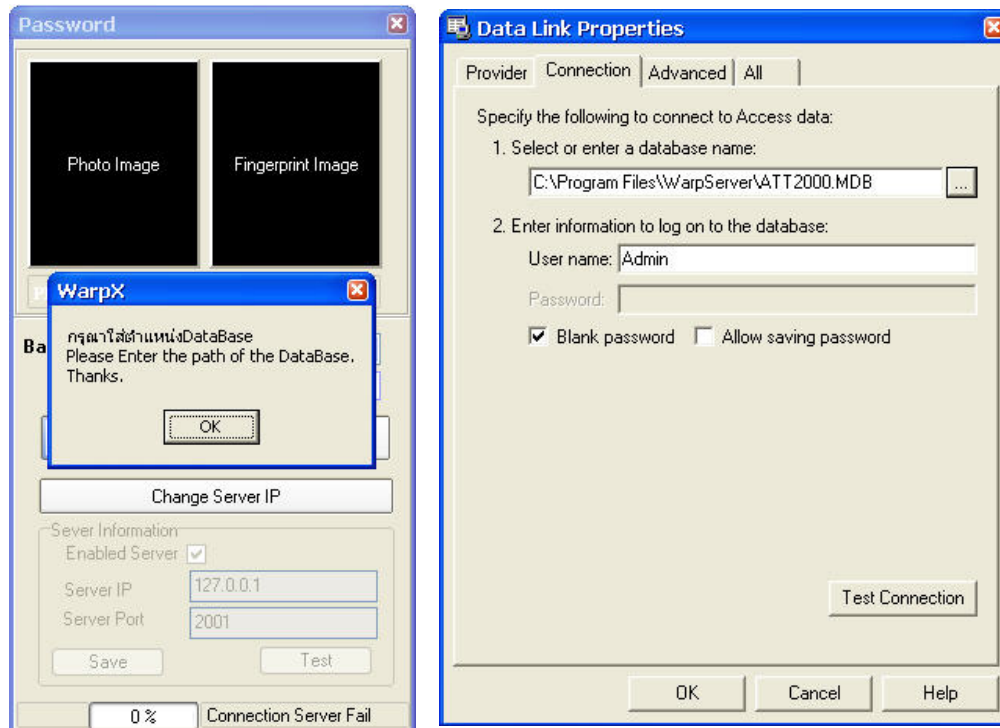 Password
Photo Image
Fingerprint Image
WarpX
กรุณาใส่ตำแหน่งDataBase
Please Enter the path of the DataBase.
Thanks.
OK
Ba
Change Server IP
Sever Information
Enabled Server
Server IP
127.0.0.1
Server Port
2001
Save
Test
0 %
Connection Server Fail
Data Link Properties
Provider
Connection
Advanced
All
Specify the following to connect to Access data:
1. Select or enter a database name:
C:\Program Files\WarpServer\ATT2000.MDB
...
2. Enter information to log on to the database:
User name:
Admin
Password:
Blank password
Allow saving password
Test Connection
OK
Cancel
Help